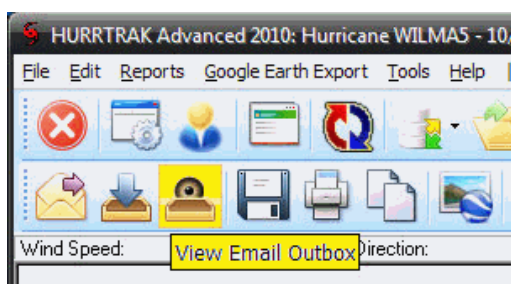 HURRTRAK Advanced 2010: Hurricane WILMA5 - 10
File Edit Reports Google Earth Export Tools Help
Wind Speed: View Email Outbox Direction: